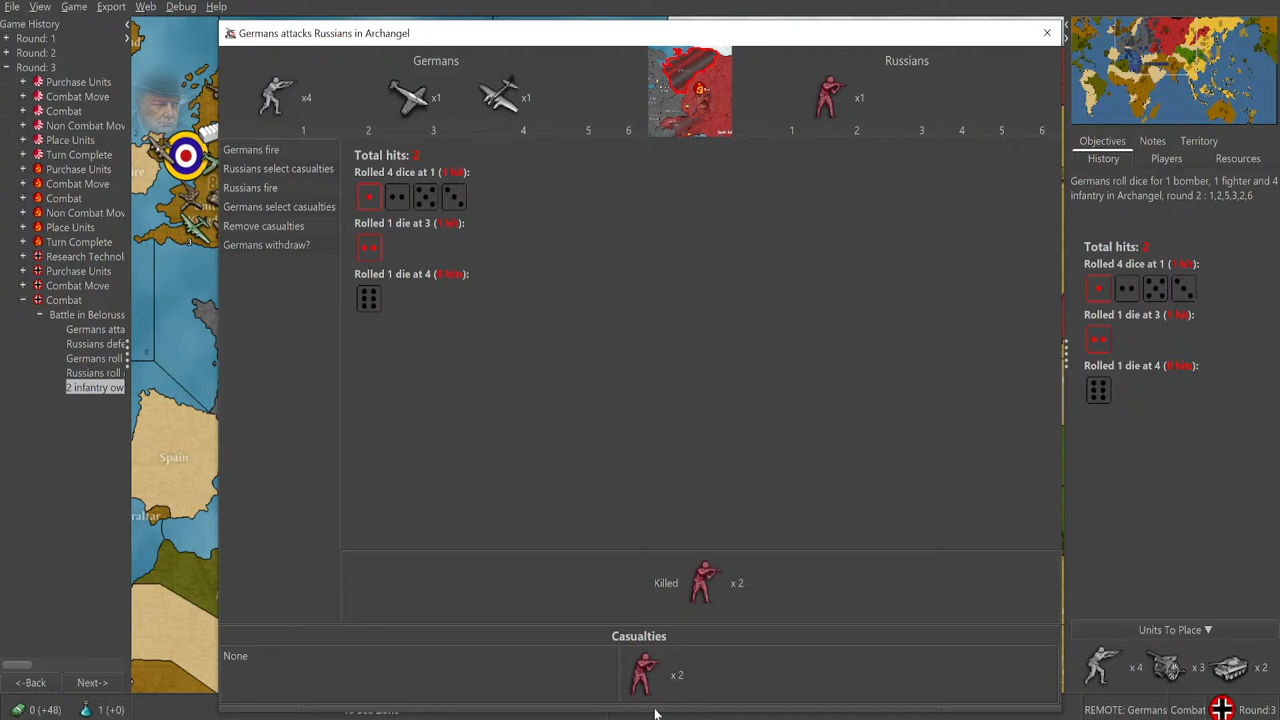 File View Game Export Web Debug Help
Game History
Round: 1
Round: 2
Round: 3
Purchase Units
Combat Move
Combat
Non Combat Mov
Place Units
Turn Complete
Purchase Units
Combat Move
Combat
Non Combat Mov
Place Units
Turn Complete
Research Technol
Purchase Units
Combat Move
Combat
Battle in Beloruss
Germans atta
Russians defe
Germans roll
Russians roll
2 infantry ow
<-Back Next->
0 (+48) 1 (+0)
3
8
Spain
Germans attacks Russians in Archangel
Germans Russians
x4 x1 x1 x1
1 2 3 4 5 6 1 2 3 4 5 6
Germans fire
Russians select casualties
Russians fire
Germans select casualties
Remove casualties
Germans withdraw?
Total hits: 2
Rolled 4 dice at 1 (1 hit):
Rolled 1 die at 3 (1 hit):
Rolled 1 die at 4 (0 hits):
Killed x 2
Casualties
None
x 2
Objectives Notes Territory
History Players Resources
Germans roll dice for 1 bomber, 1 fighter and 4
infantry in Archangel, round 2 : 1,2,5,3,2,6
Total hits: 2
Rolled 4 dice at 1 (1 hit):
Rolled 1 die at 3 (1 hit):
Rolled 1 die at 4 (0 hits):
Units To Place ▼
x 4 x 3 x 2
REMOTE: Germans Combat Round:3